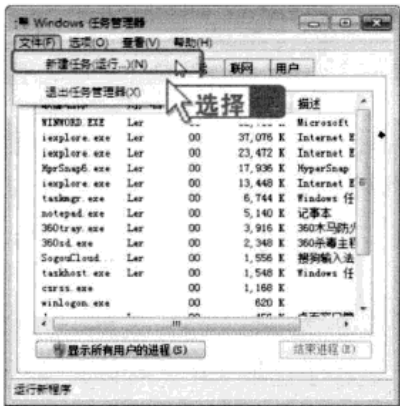 Windows 任务管理器
文件(F) 选项(O) 查看(V) 帮助(H)
新建任务(运行...)(N) 联网 用户
退出任务管理器(X)
选择 描述
WINWORD.EXE Ler 00 K Microsoft
iexplore.exe Ler 00 37,076 K Internet E
iexplore.exe Ler 00 23,472 K Internet E
HprSnap6.exe Ler 00 17,936 K HyperSnap
iexplore.exe Ler 00 13,448 K Internet E
taskmgr.exe Ler 00 6,744 K Windows 任
notepad.exe Ler 00 5,140 K 记事本
360tray.exe Ler 00 3,916 K 360木马防火
360sd.exe Ler 00 2,348 K 360杀毒主程
SogouCloud... Ler 00 1,556 K 搜狗输入法
taskhost.exe Ler 00 1,548 K Windows 任
csrss.exe 00 1,168 K
winlogon.exe 00 620 K
显示所有用户的进程(S) 结束进程(E)
运行新程序